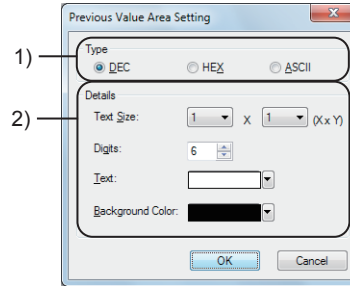 Previous Value Area Setting
1)
Type
DEC HEX ASCII
2)
Details
Text Size: 1 X 1 (X x Y)
Digits: 6
Text:
Background Color:
OK Cancel